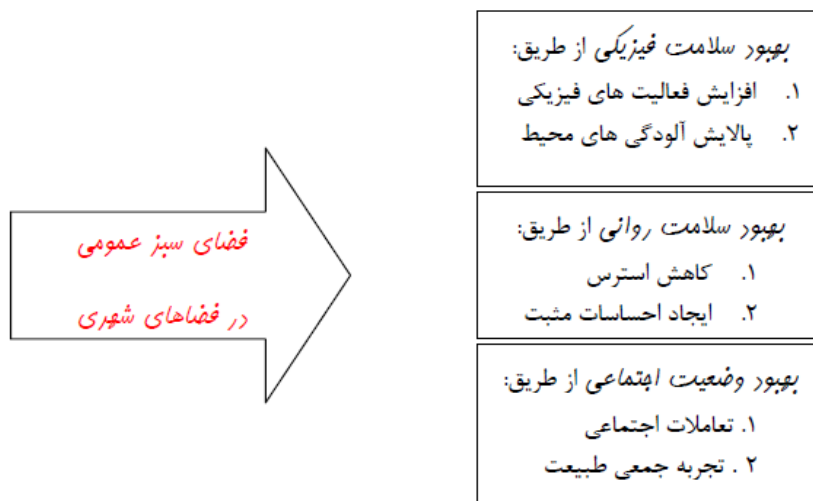 فضای سبز عمومی
در فضاهای شهری
بهبود سلامت فیزیکی از طریق:
۱. افزایش فعالیت های فیزیکی
۲. پالایش آلودگی های محیط
بهبود سلامت روانی از طریق:
۱. کاهش استرس
۲. ایجاد احساسات مثبت
بهبود وضعیت اجتماعی از طریق:
۱. تعاملات اجتماعی
۲ . تجربه جمعی طبیعت